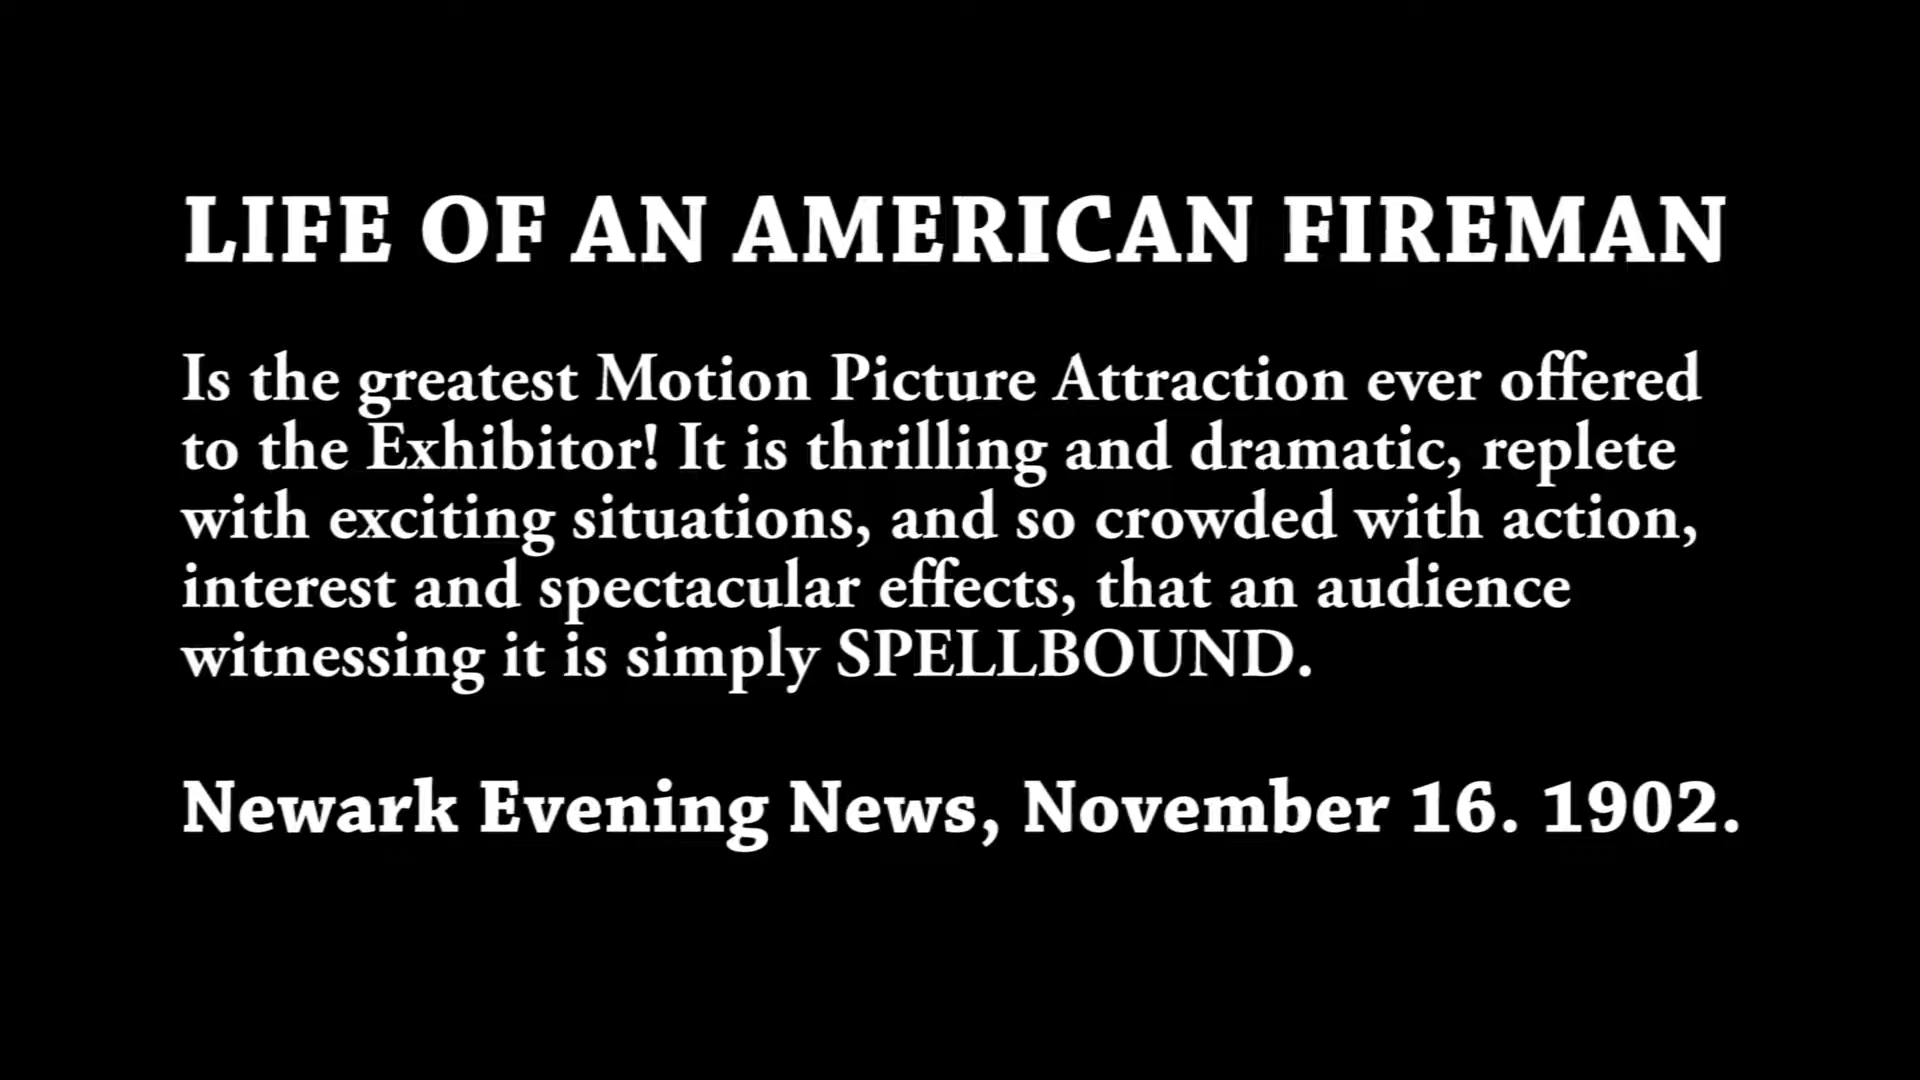 LIFE OF AN AMERICAN FIREMAN
Is the greatest Motion Picture Attraction ever offered
to the Exhibitor! It is thrilling and dramatic, replete
with exciting situations, and so crowded with action,
interest and spectacular effects, that an audience
witnessing it is simply SPELLBOUND.
Newark Evening News, November 16. 1902.